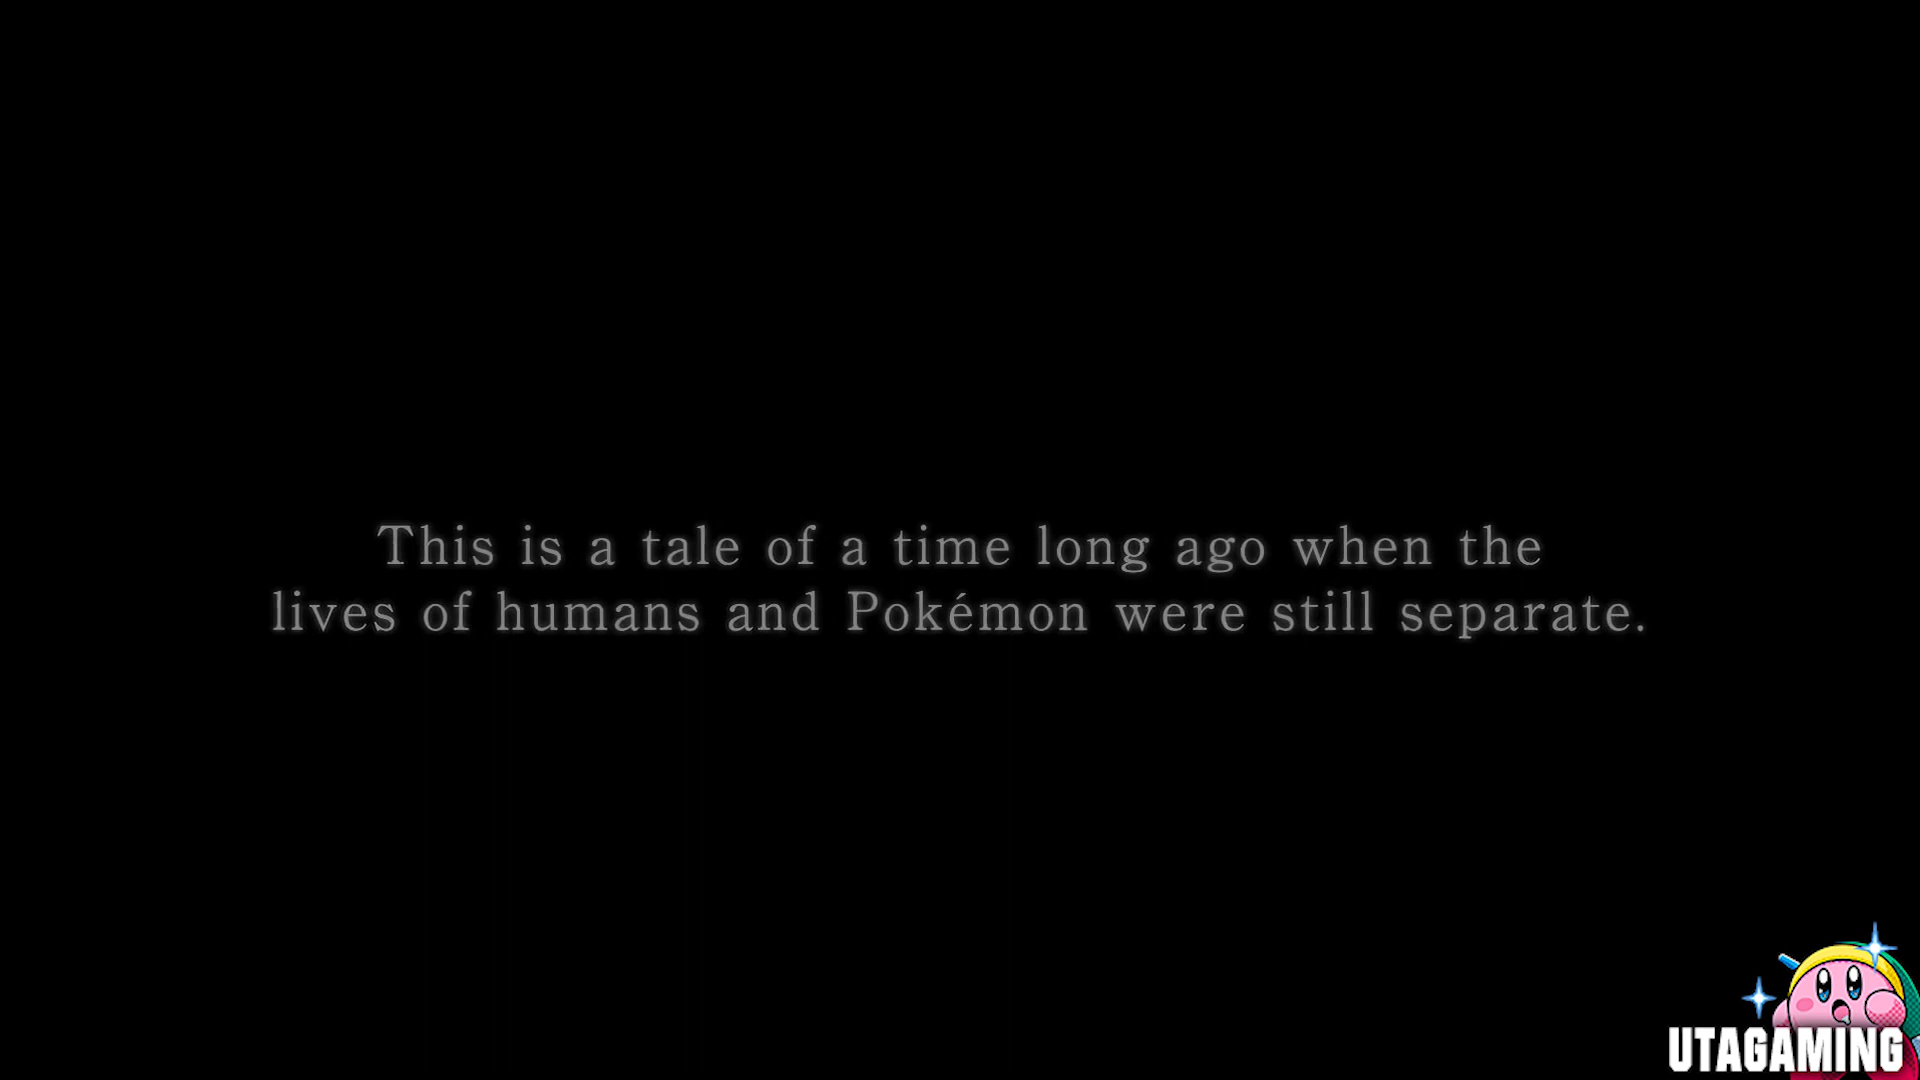 This is a tale of a time long ago when the
lives of humans and Pokémon were still separate.
UTAGAMING